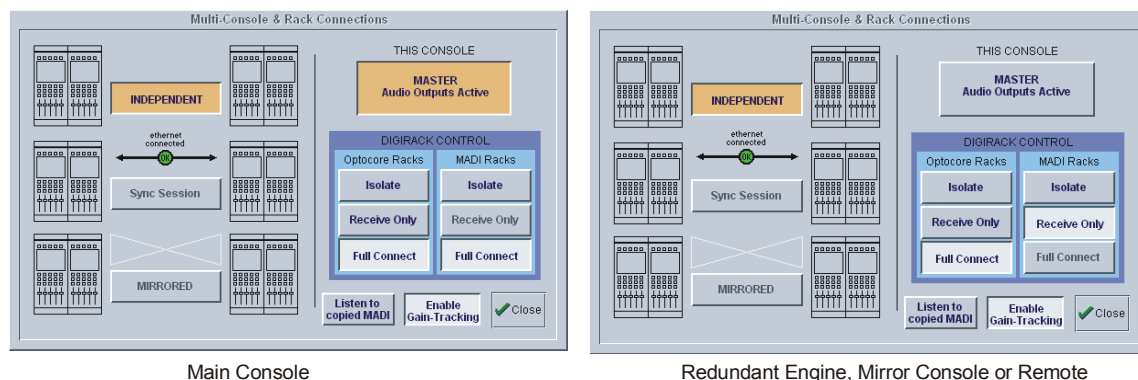 Multi-Console & Rack Connections
THIS CONSOLE
MASTER
Audio Outputs Active
INDEPENDENT
ethernet
connected
OK
Sync Session
MIRRORED
DIGIRACK CONTROL
Optocore Racks
MADI Racks
Isolate
Isolate
Receive Only
Receive Only
Full Connect
Full Connect
Listen to
copied MADI
Enable
Gain-Tracking
Close
Main Console
Multi-Console & Rack Connections
THIS CONSOLE
MASTER
Audio Outputs Active
INDEPENDENT
ethernet
connected
OK
Sync Session
MIRRORED
DIGIRACK CONTROL
Optocore Racks
MADI Racks
Isolate
Isolate
Receive Only
Receive Only
Full Connect
Full Connect
Listen to
copied MADI
Enable
Gain-Tracking
Close
Redundant Engine, Mirror Console or Remote